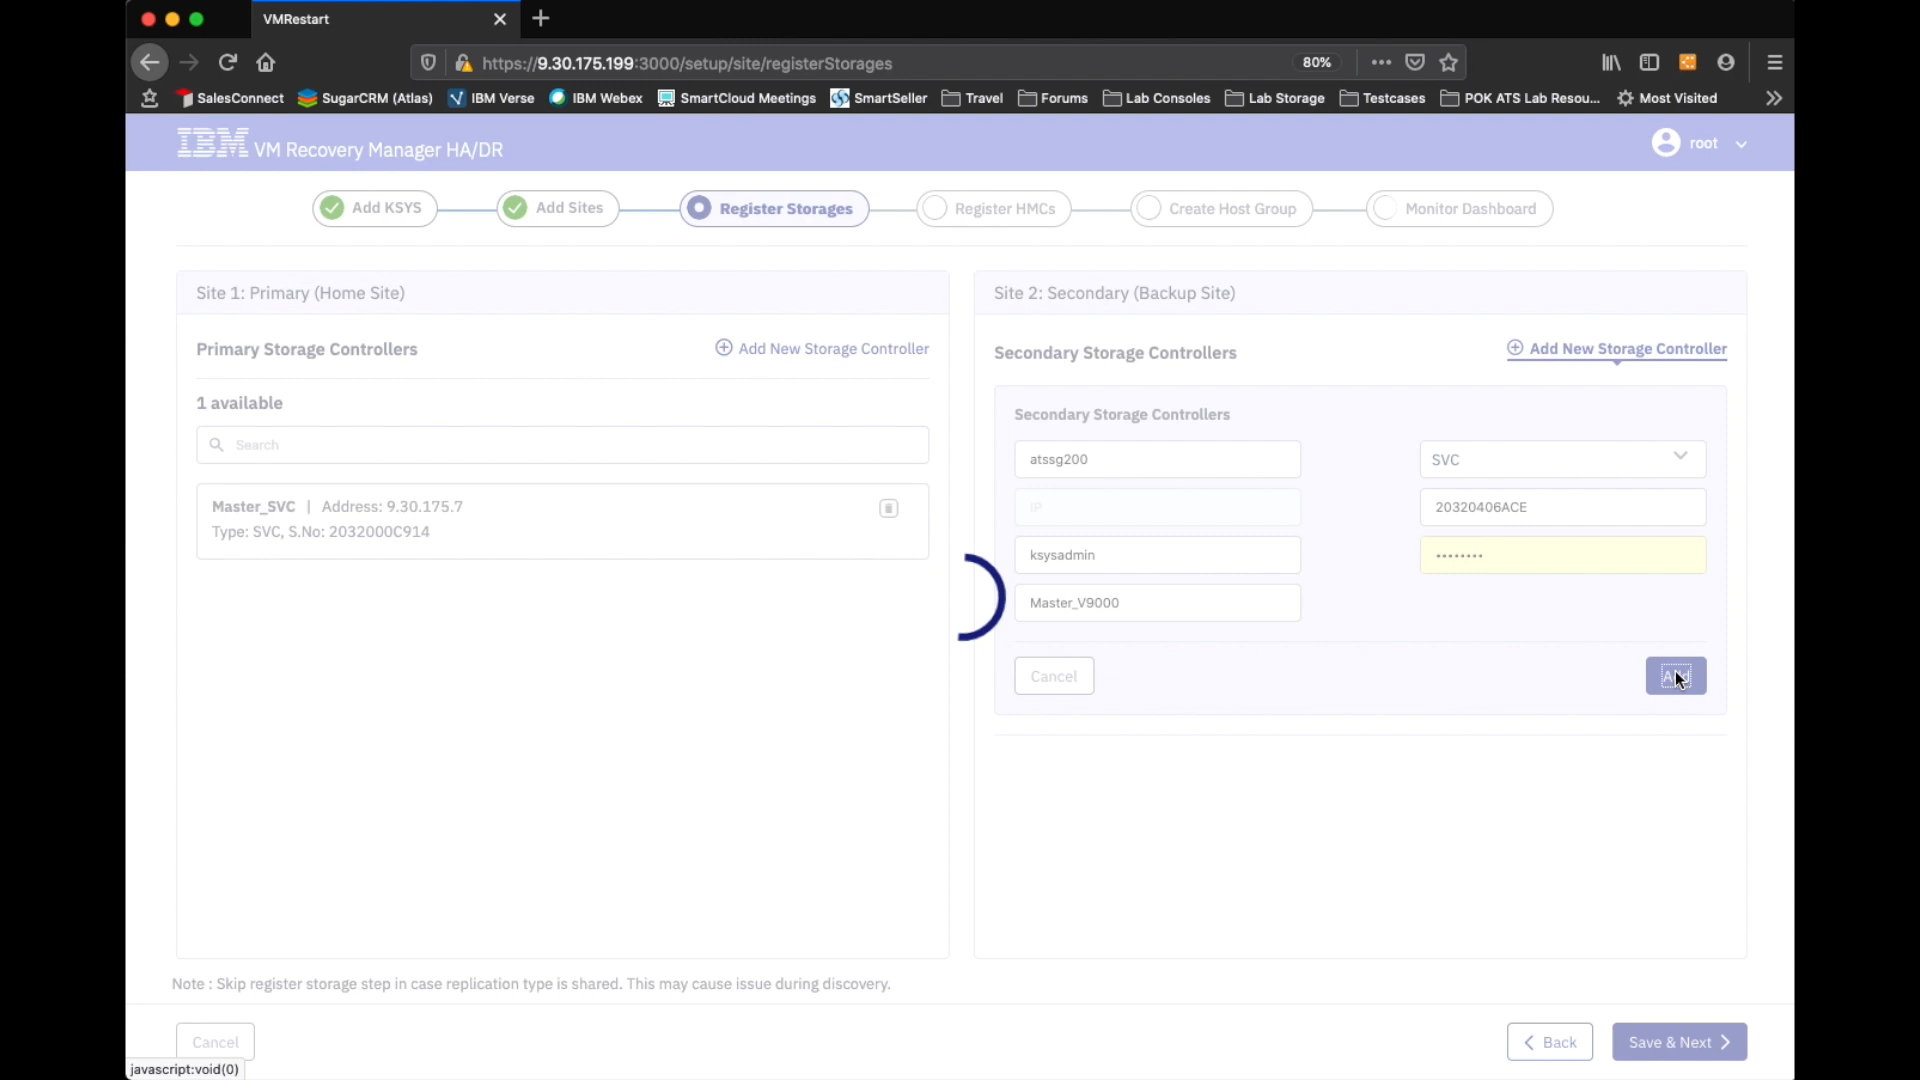 VMRestart
https://9.30.175.199:3000/setup/site/registerStorages 80%
SalesConnect SugarCRM (Atlas) IBM Verse IBM Webex SmartCloud Meetings SmartSeller Travel Forums Lab Consoles Lab Storage Testcases POK ATS Lab Resou... Most Visited
IBM VM Recovery Manager HA/DR root
Add KSYS Add Sites Register Storages Register HMCs Create Host Group Monitor Dashboard
Site 1: Primary (Home Site)
Primary Storage Controllers Add New Storage Controller
1 available
Search
Master_SVC | Address: 9.30.175.7
Type: SVC, S.No: 2032000C914
Site 2: Secondary (Backup Site)
Secondary Storage Controllers Add New Storage Controller
Secondary Storage Controllers
atssg200 SVC
IP 20320406ACE
ksysadmin ••••••••
Master_V9000
Cancel Add
Note : Skip register storage step in case replication type is shared. This may cause issue during discovery.
Cancel Back Save & Next
javascript:void(0)